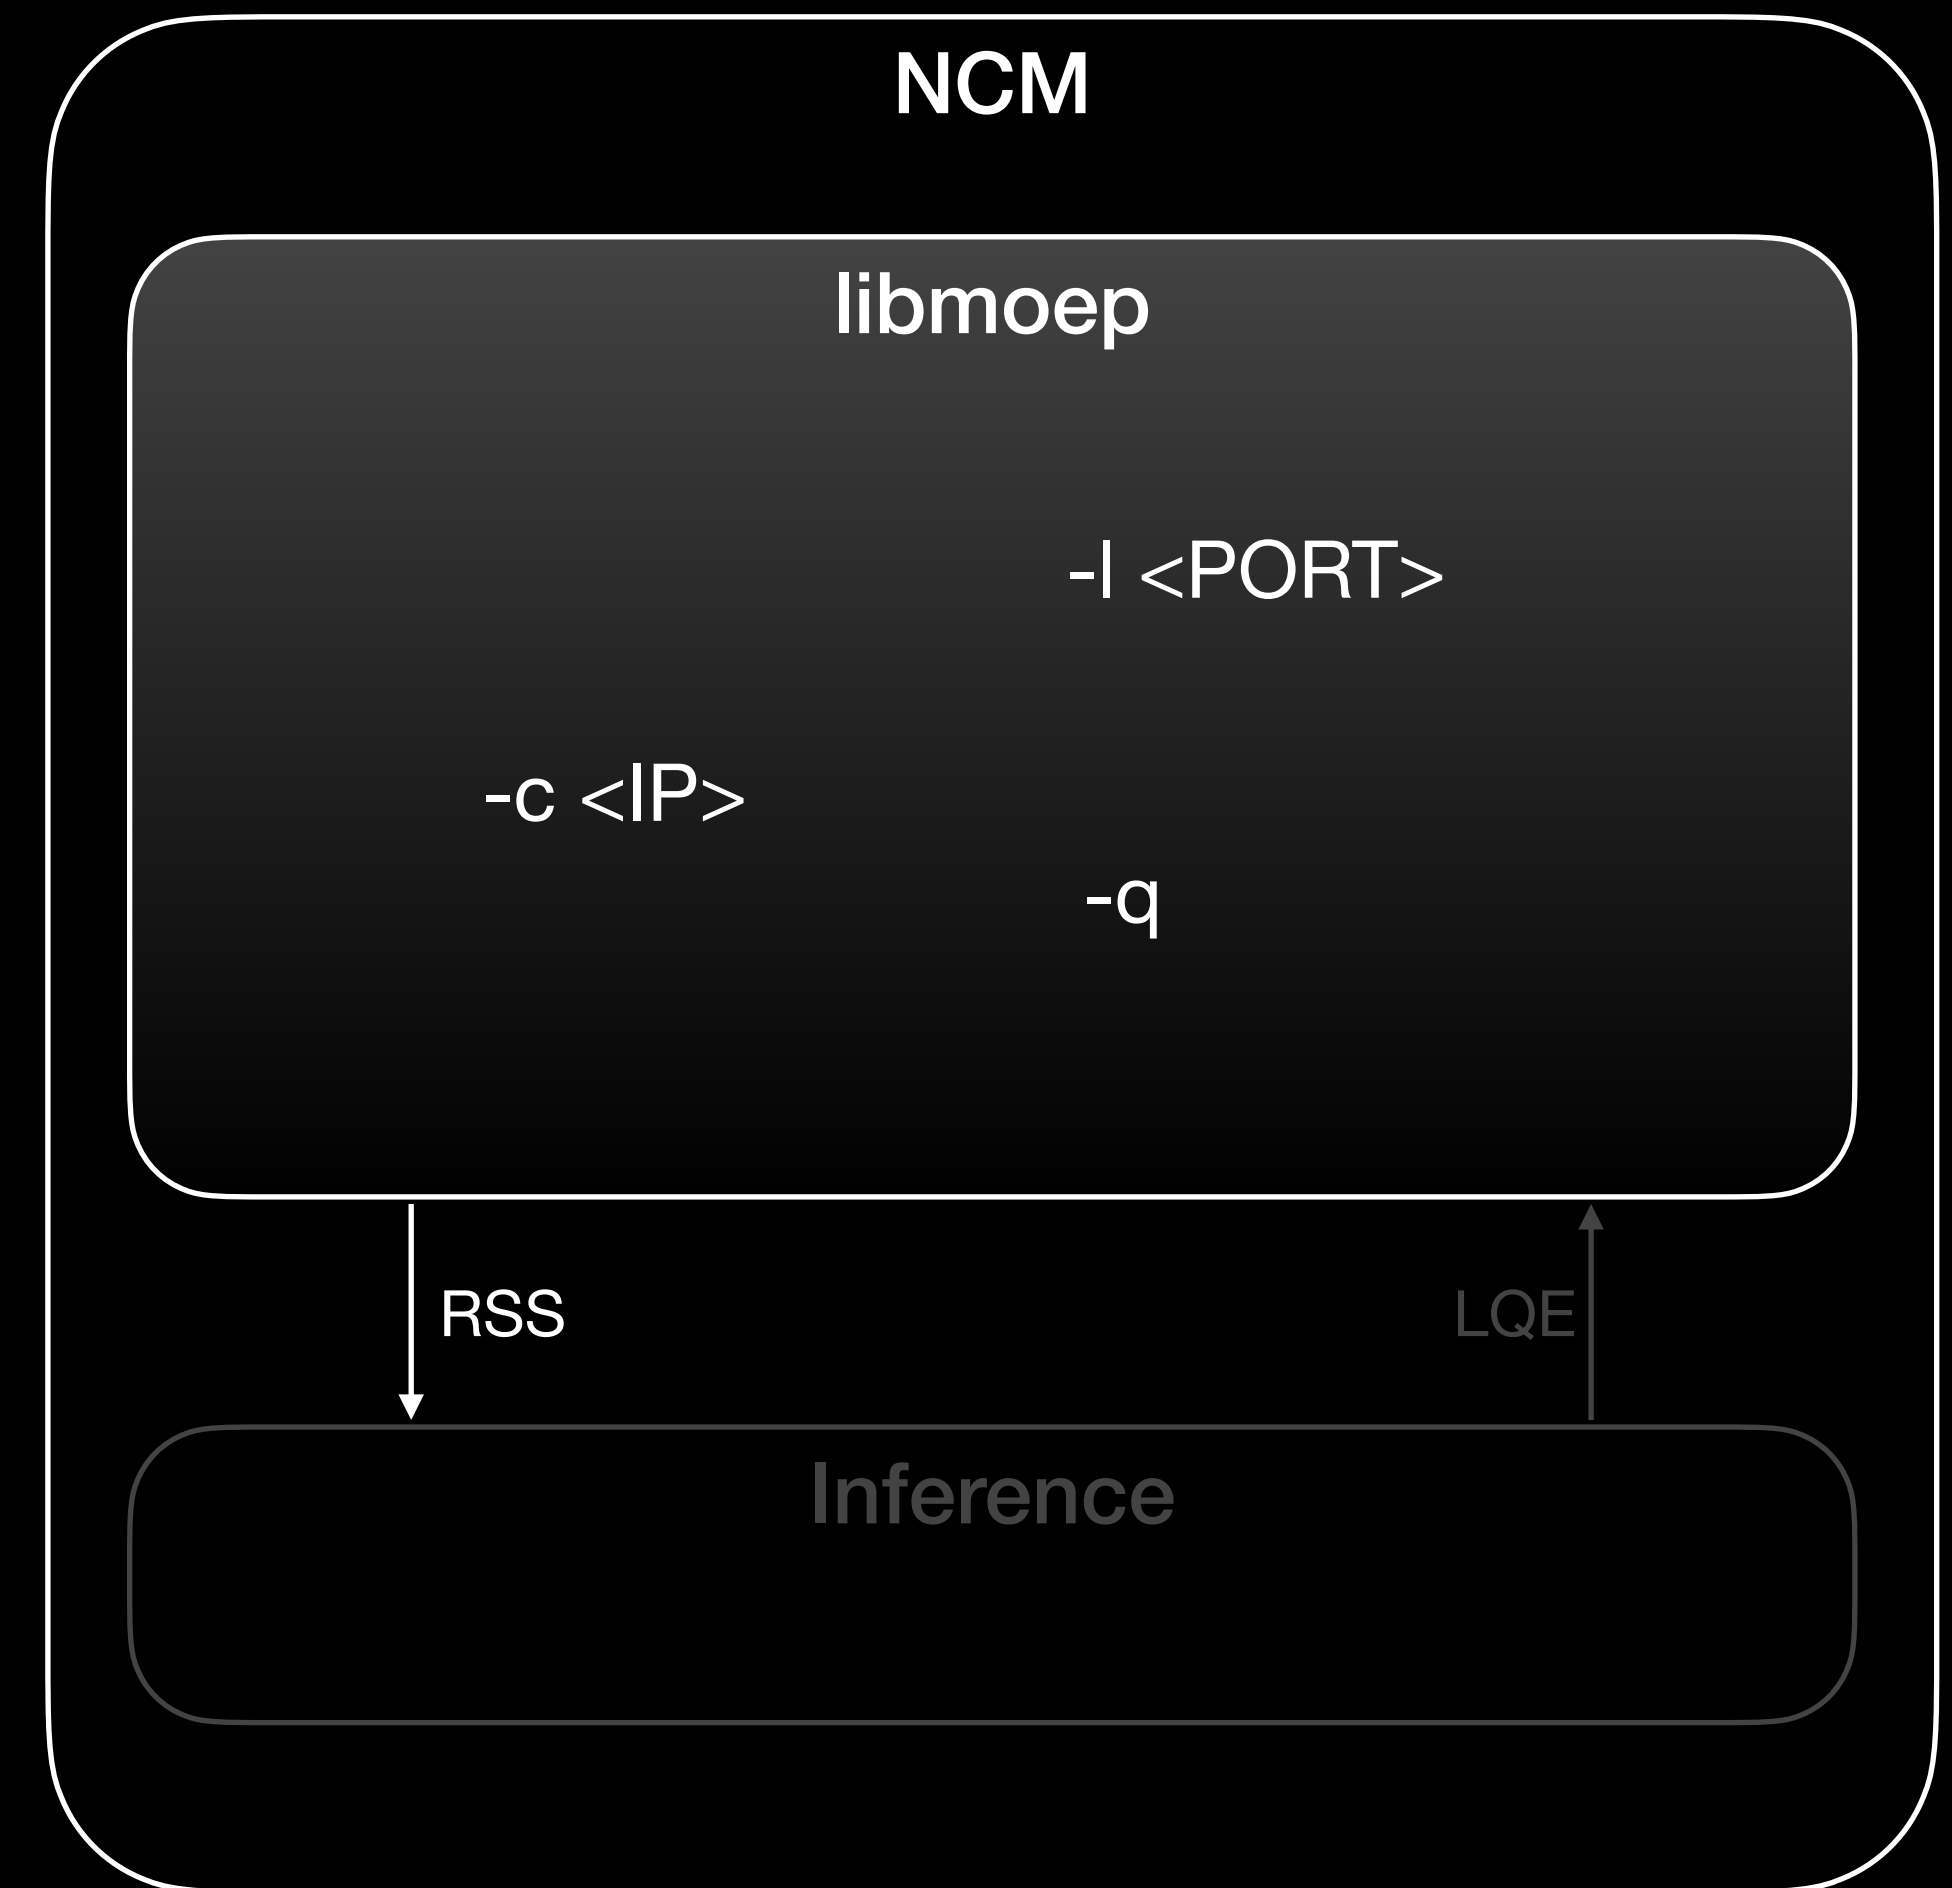 NCM
libmoep
-l <PORT>
-c <IP>
-q
RSS
LQE
Inference